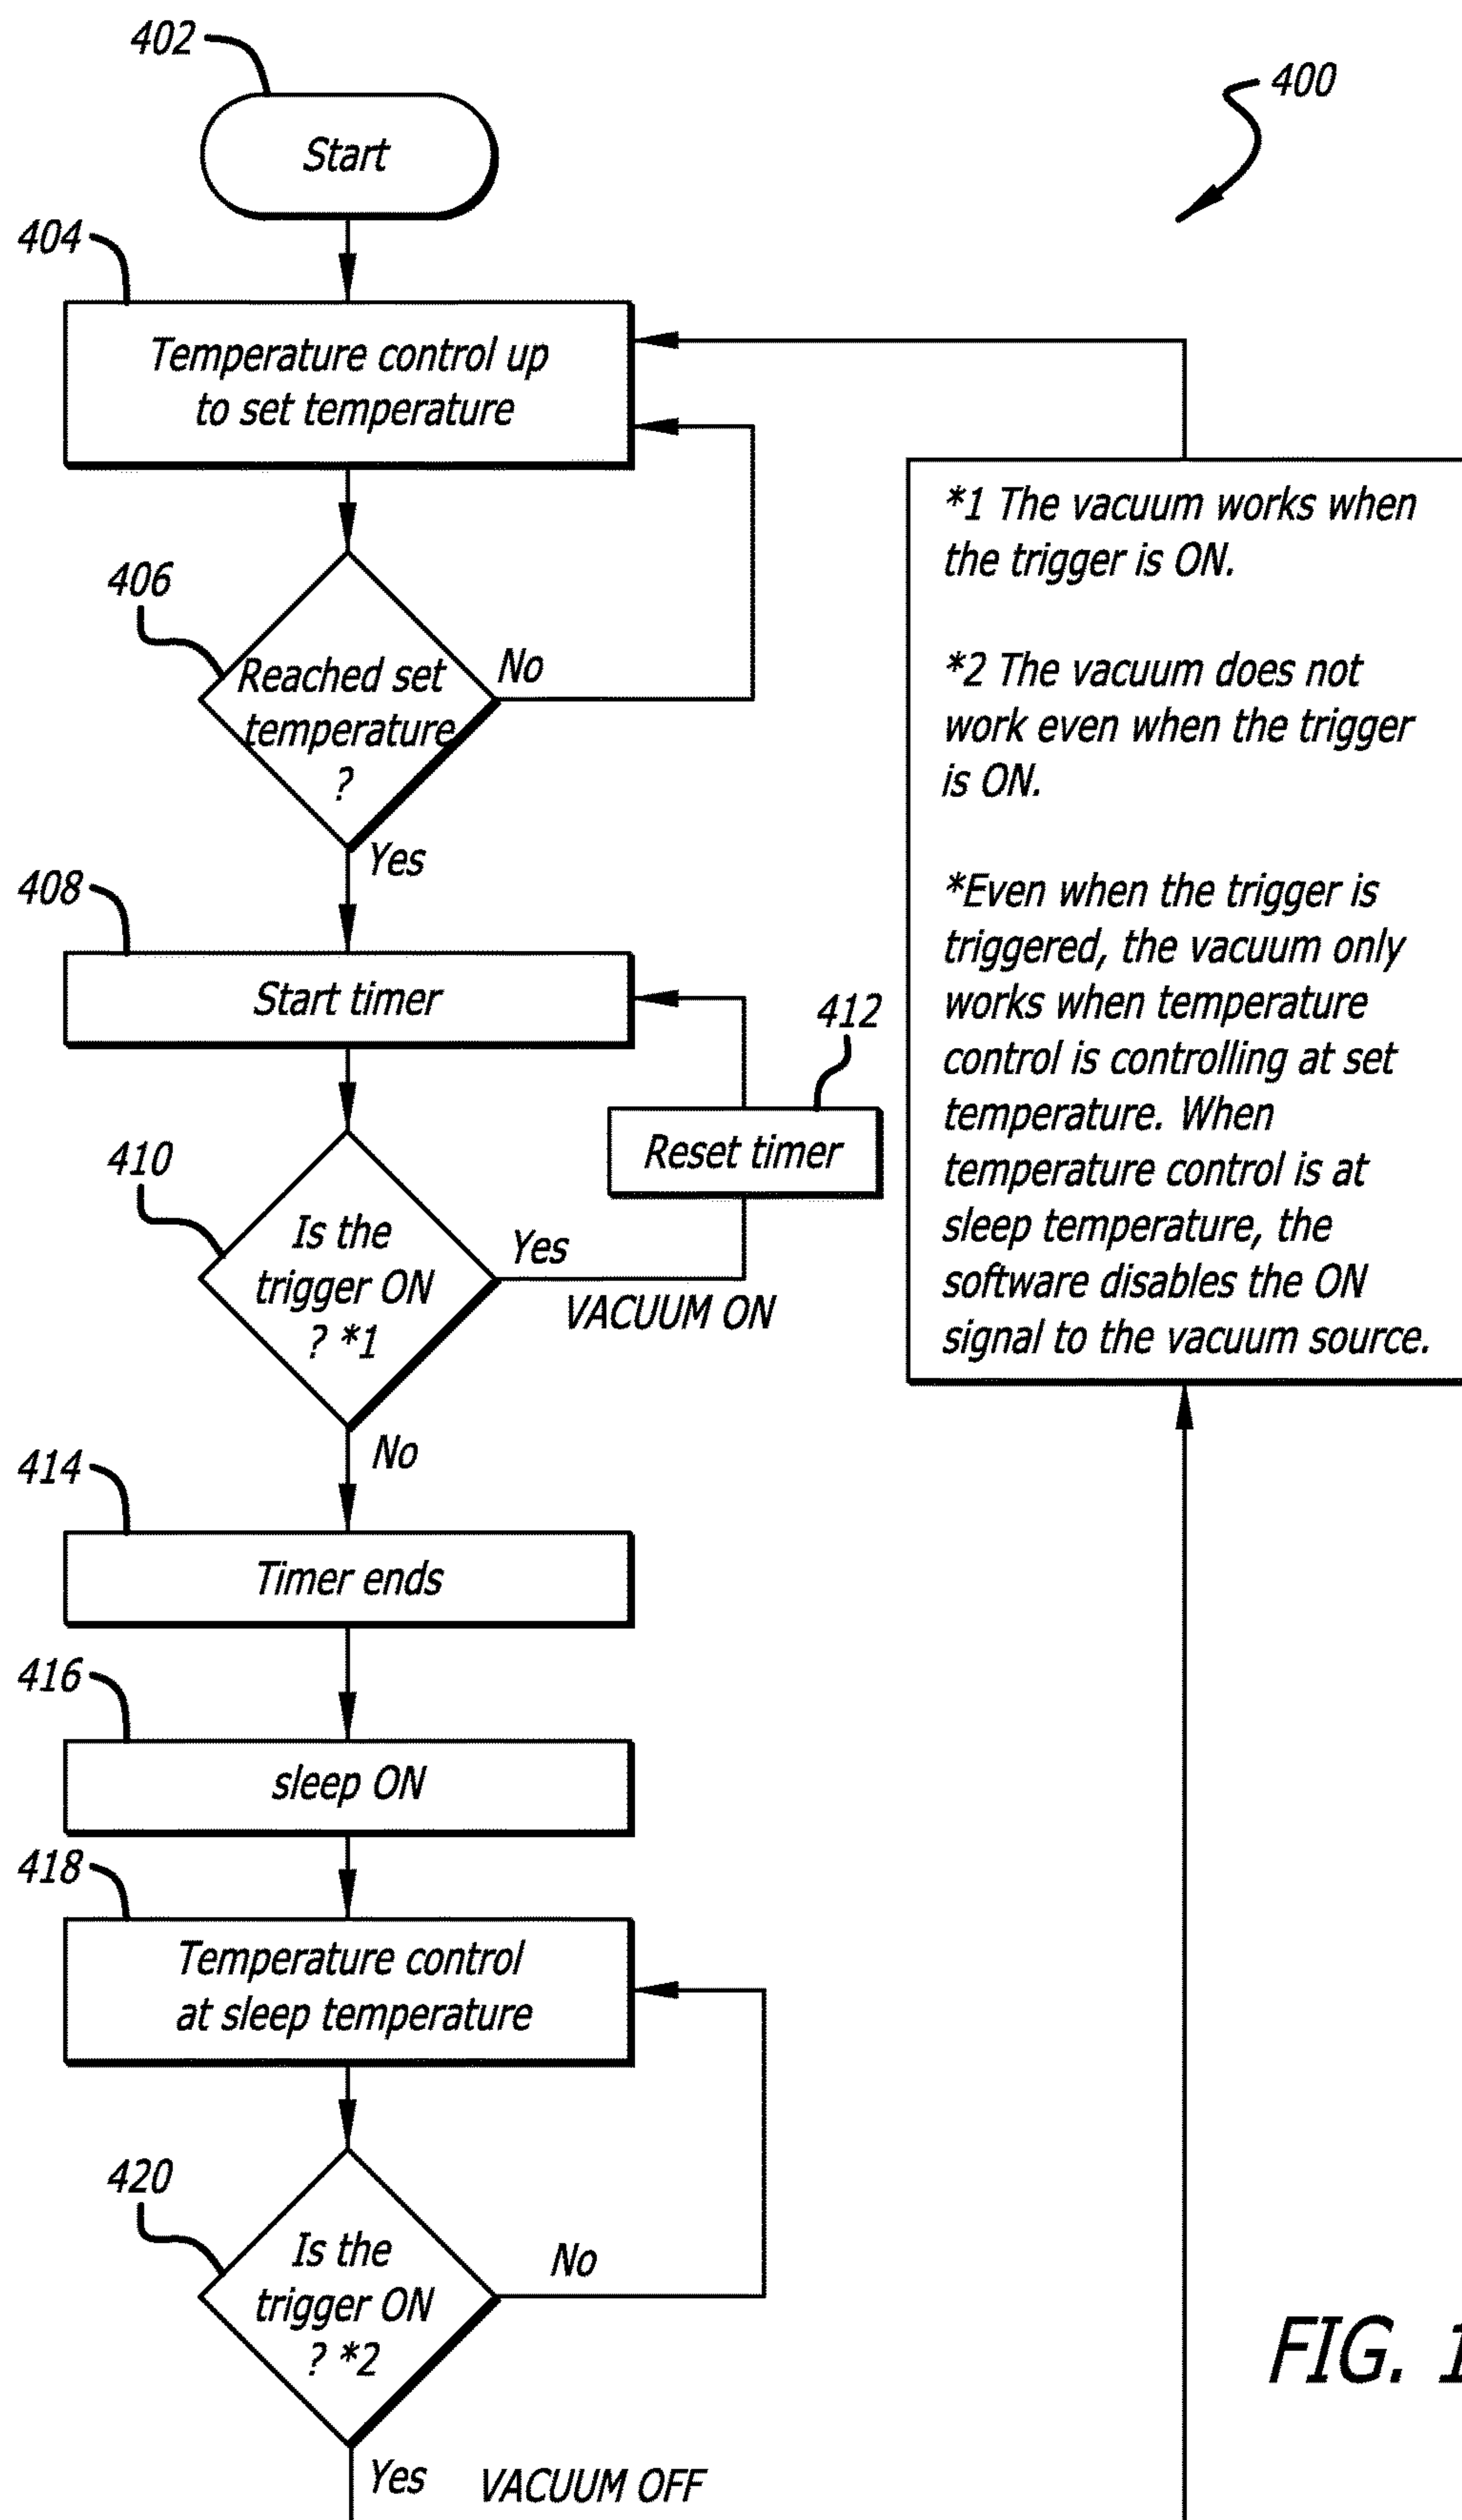 402
Start
400
404
Temperature control up
to set temperature
406
Reached set
temperature
?
No
Yes
408
Start timer
412
Reset timer
410
Is the
trigger ON
? *1
Yes
VACUUM ON
No
414
Timer ends
416
sleep ON
418
Temperature control
at sleep temperature
420
Is the
trigger ON
? *2
No
Yes
VACUUM OFF
*1 The vacuum works when
the trigger is ON.
*2 The vacuum does not
work even when the trigger
is ON.
*Even when the trigger is
triggered, the vacuum only
works when temperature
control is controlling at set
temperature. When
temperature control is at
sleep temperature, the
software disables the ON
signal to the vacuum source.
FIG.